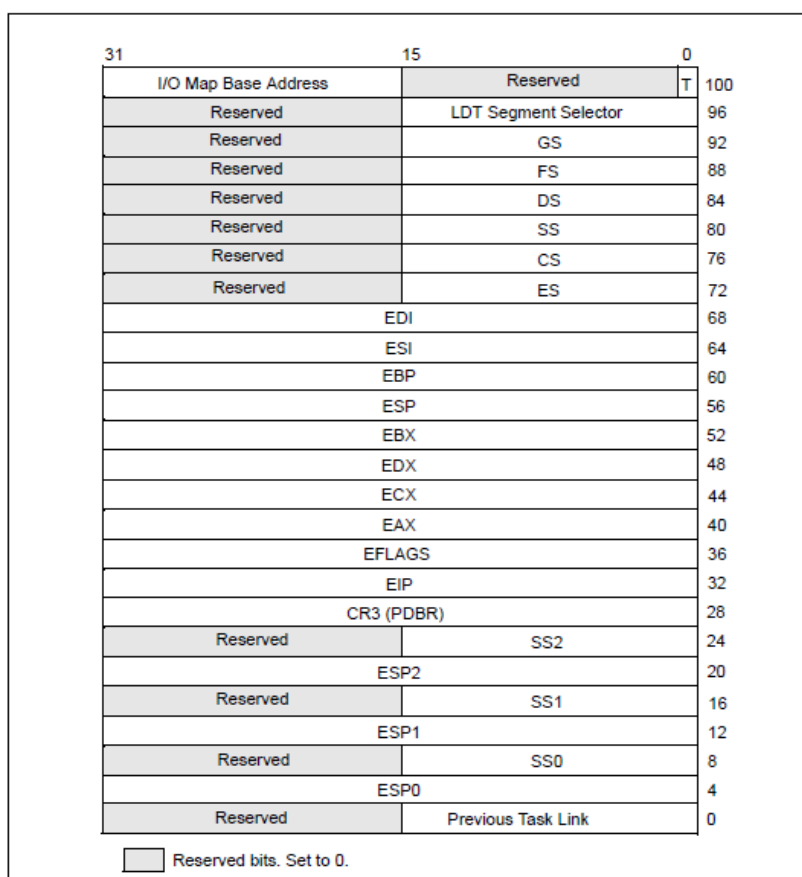 31 15 0
I/O Map Base Address Reserved T 100
Reserved LDT Segment Selector 96
Reserved GS 92
Reserved FS 88
Reserved DS 84
Reserved SS 80
Reserved CS 76
Reserved ES 72
EDI 68
ESI 64
EBP 60
ESP 56
EBX 52
EDX 48
ECX 44
EAX 40
EFLAGS 36
EIP 32
CR3 (PDBR) 28
Reserved SS2 24
ESP2 20
Reserved SS1 16
ESP1 12
Reserved SS0 8
ESP0 4
Reserved Previous Task Link 0
Reserved bits. Set to 0.